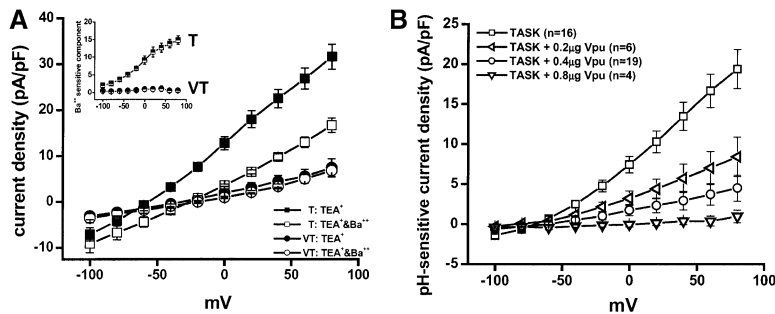 A
Ba++ sensitive component
20
15
10
5
0
-100
-50
0
50
100
T
VT
current density (pA/pF)
40
30
20
10
0
-10
T: TEA+
T: TEA+&Ba++
VT: TEA+
VT: TEA+&Ba++
-100
-50
0
50
100
mV
B
pH-sensitive current density (pA/pF)
25
20
15
10
5
0
-5
TASK (n=16)
TASK + 0.2μg Vpu (n=6)
TASK + 0.4μg Vpu (n=19)
TASK + 0.8μg Vpu (n=4)
-100
-50
0
50
100
mV